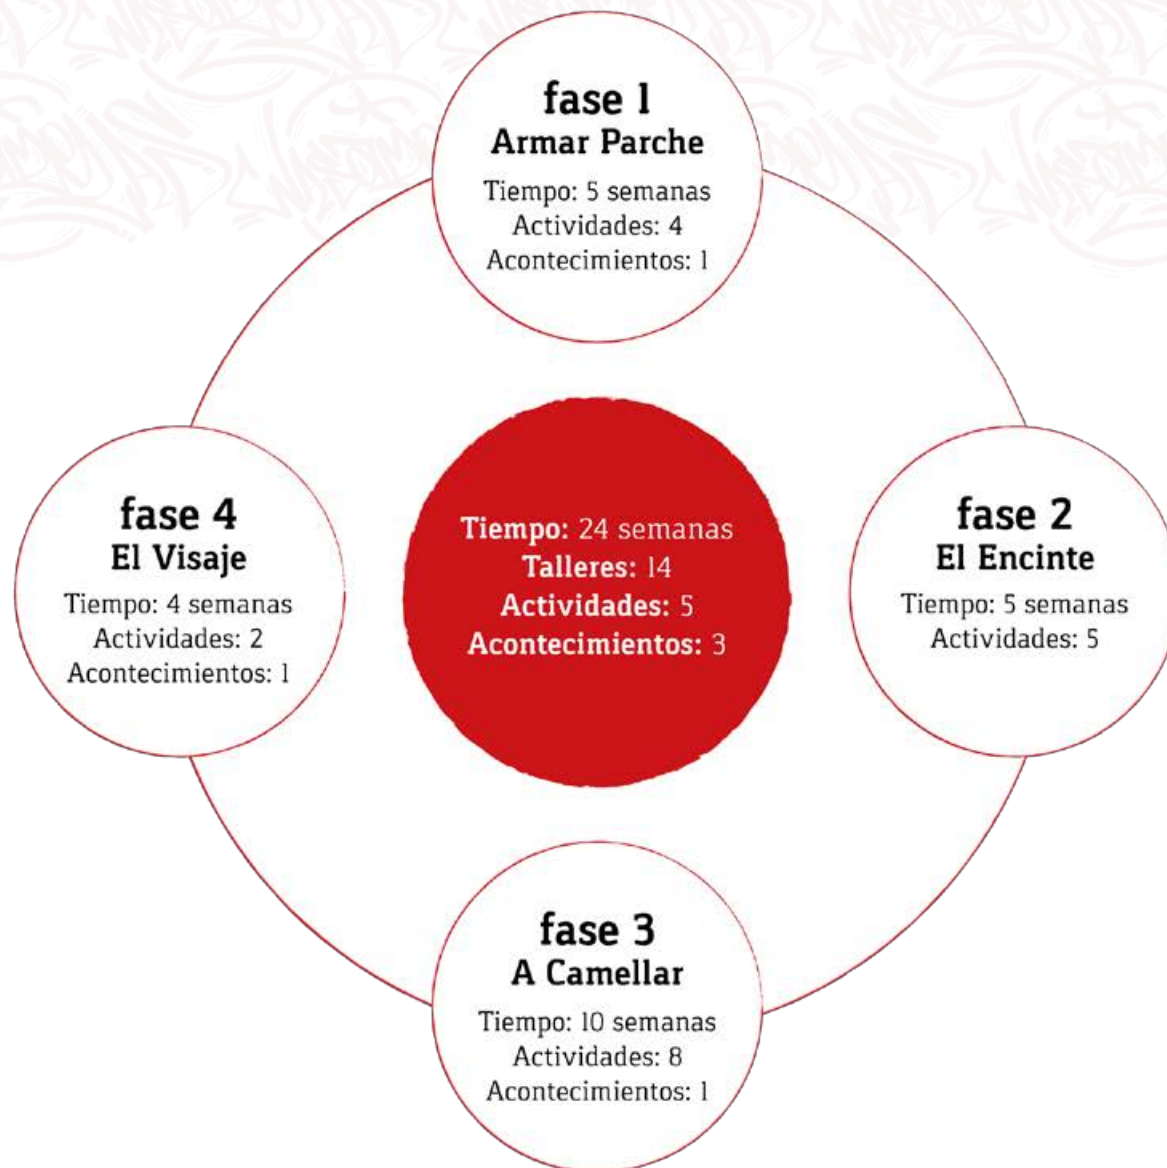 fase 1
Armar Parche
Tiempo: 5 semanas
Actividades: 4
Acontecimientos: 1
fase 4
El Visaje
Tiempo: 4 semanas
Actividades: 2
Acontecimientos: 1
Tiempo: 24 semanas
Talleres: 14
Actividades: 5
Acontecimientos: 3
fase 2
El Encinte
Tiempo: 5 semanas
Actividades: 5
fase 3
A Camellar
Tiempo: 10 semanas
Actividades: 8
Acontecimientos: 1